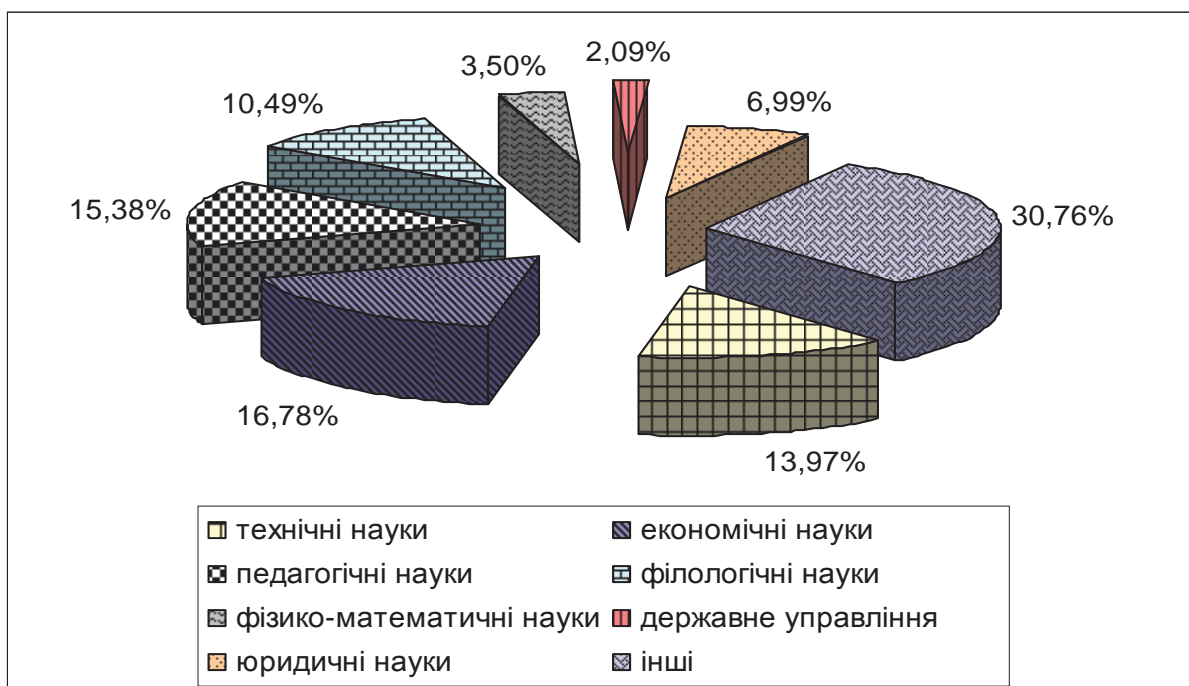 2,09%
3,50%
6,99%
10,49%
15,38%
30,76%
16,78%
13,97%
технічні науки
економічні науки
педагогічні науки
філологічні науки
фізико-математичні науки
державне управління
юридичні науки
інші